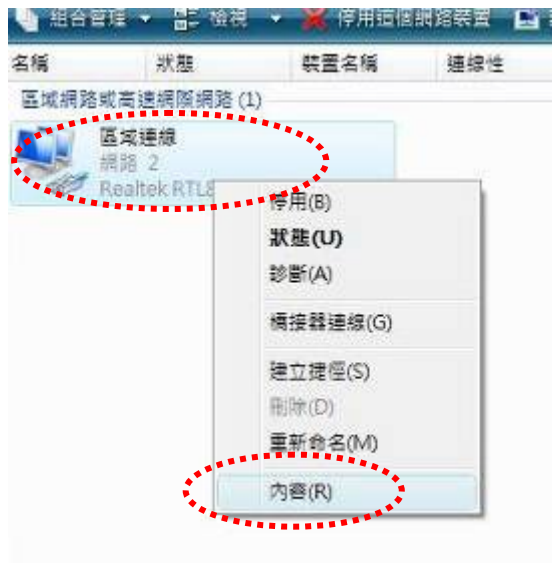 組合管理 檢視 停用這個網路裝置
名稱 狀態 裝置名稱 連線性
區域網路或高速網際網路 (1)
區域連線
網路 2
Realtek RTL8
停用(B)
狀態(U)
診斷(A)
橋接器連線(G)
建立捷徑(S)
刪除(D)
重新命名(M)
內容(R)